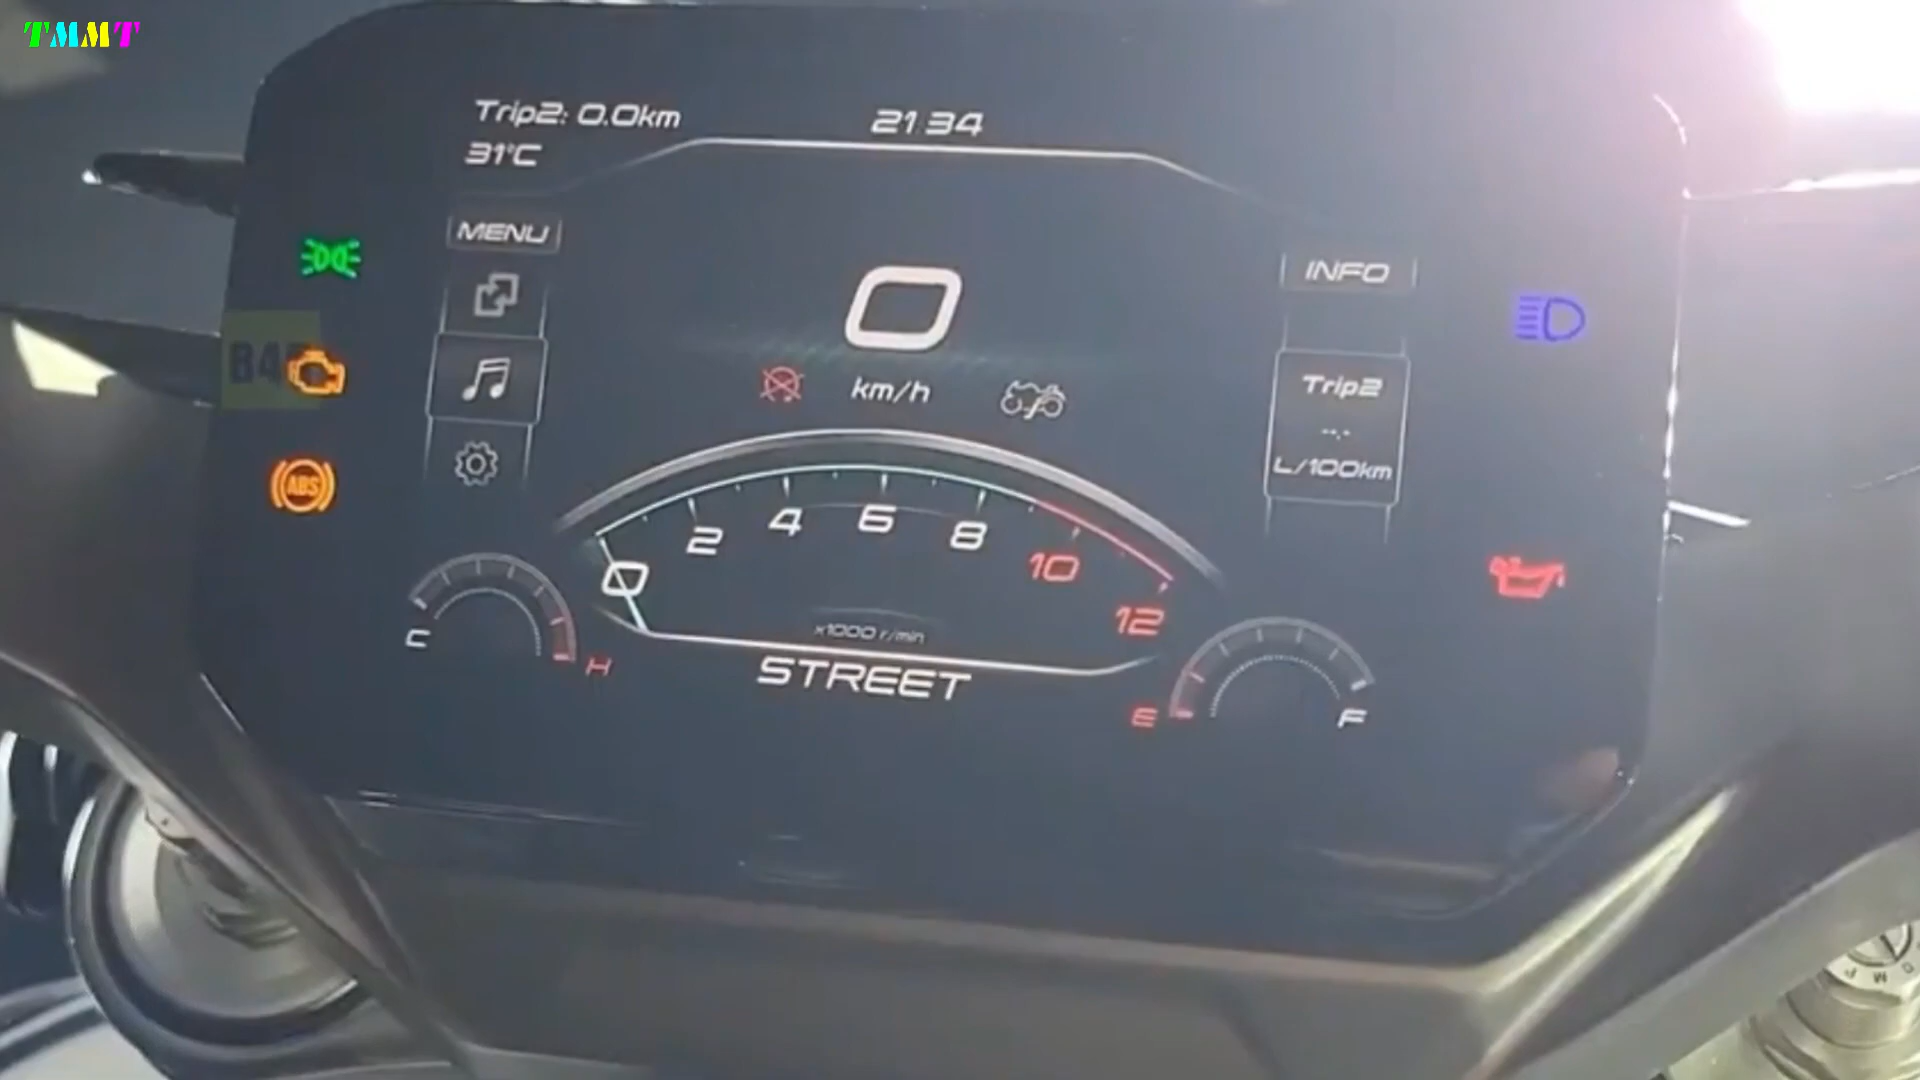 TMMT
Trip2: 0.0km
21:34
31°C
MENU
INFO
0
km/h
Trip2
--.-
L/100km
ABS
0 2 4 6 8 10 12
x1000 r/min
STREET
C H
E F